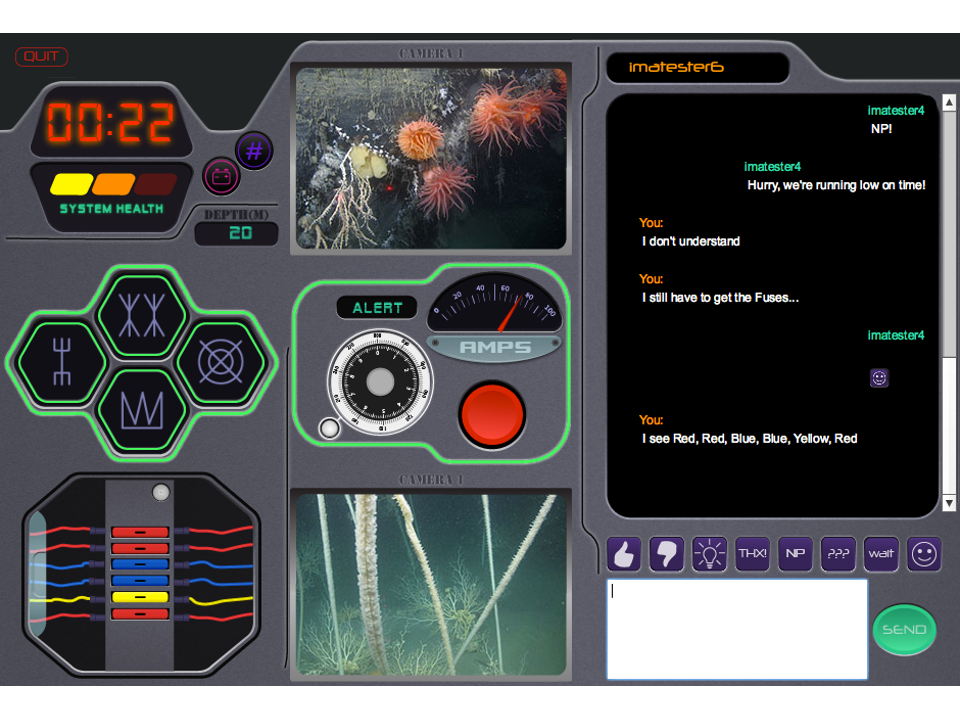 QUIT
00:22
SYSTEM HEALTH
#
DEPTH(M)
20
CAMERA 1
ALERT
0 20 40 60 80 100
AMPS
CAMERA 1
imatester6
imatester4
NP!
imatester4
Hurry, we're running low on time!
You:
I don't understand
You:
I still have to get the Fuses...
imatester4
You:
I see Red, Red, Blue, Blue, Yellow, Red
THX!
NP
???
wait
SEND